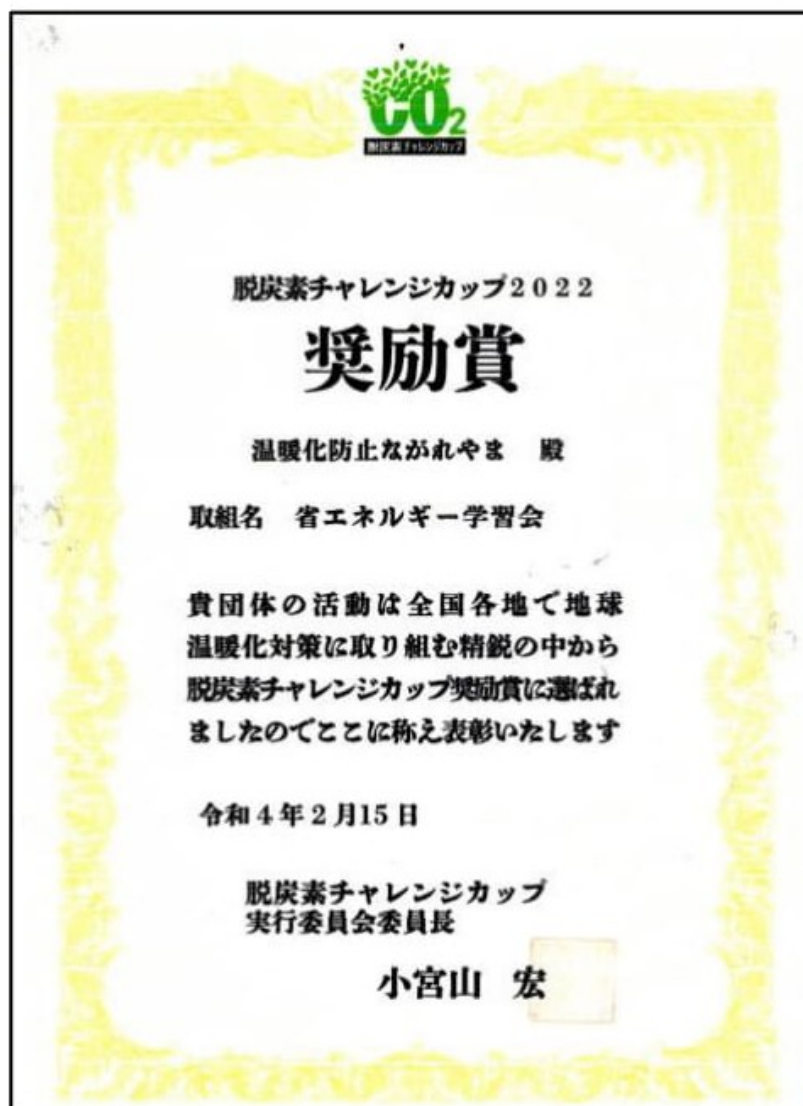 CO2
脱炭素チャレンジカップ
脱炭素チャレンジカップ2022
奨励賞
温暖化防止ながれやま　殿
取組名　省エネルギー学習会
貴団体の活動は全国各地で地球
温暖化対策に取り組む精鋭の中から
脱炭素チャレンジカップ奨励賞に選ばれ
ましたのでここに称え表彰いたします
令和4年2月15日
脱炭素チャレンジカップ
実行委員会委員長
小宮山　宏